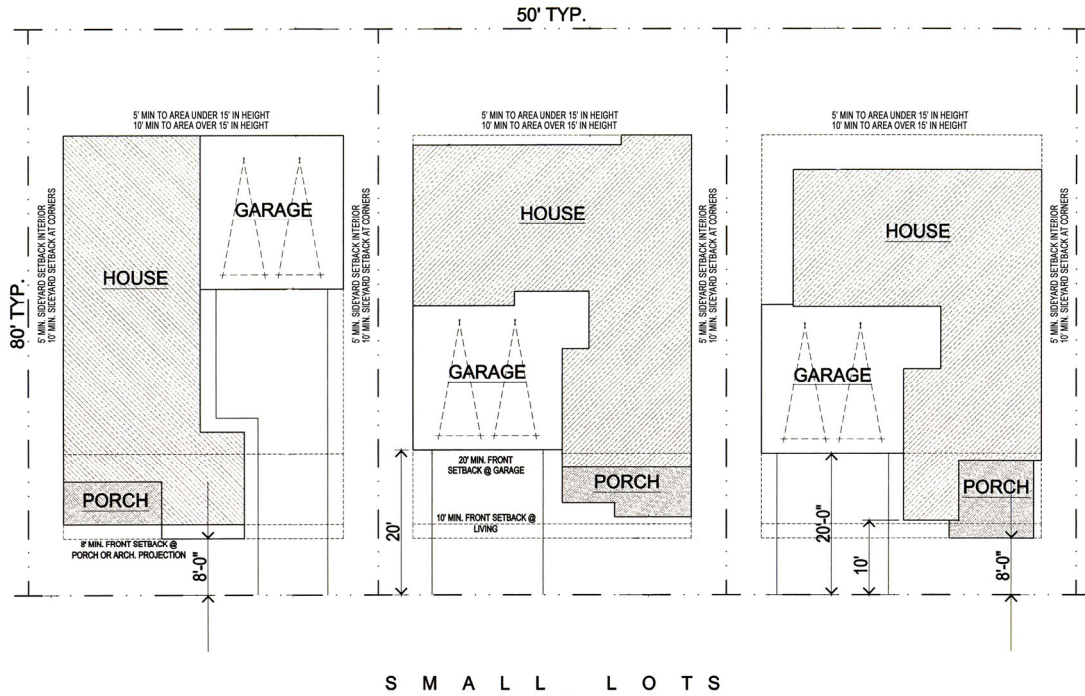 50' TYP.
80' TYP.
5' MIN TO AREA UNDER 15' IN HEIGHT
10' MIN TO AREA OVER 15' IN HEIGHT
5' MIN. SIDEYARD SETBACK INTERIOR
10' MIN. SIDEYARD SETBACK AT CORNERS
GARAGE
HOUSE
PORCH
8' MIN. FRONT SETBACK @
PORCH OR ARCH. PROJECTION
8'-0"
5' MIN. SIDEYARD SETBACK INTERIOR
10' MIN. SIDEYARD SETBACK AT CORNERS
5' MIN TO AREA UNDER 15' IN HEIGHT
10' MIN TO AREA OVER 15' IN HEIGHT
HOUSE
GARAGE
20' MIN. FRONT
SETBACK @ GARAGE
PORCH
10' MIN. FRONT SETBACK @
LIVING
20'
5' MIN. SIDEYARD SETBACK INTERIOR
10' MIN. SIDEYARD SETBACK AT CORNERS
5' MIN TO AREA UNDER 15' IN HEIGHT
10' MIN TO AREA OVER 15' IN HEIGHT
HOUSE
GARAGE
PORCH
20'-0"
10'
8'-0"
5' MIN. SIDEYARD SETBACK INTERIOR
10' MIN. SIDEYARD SETBACK AT CORNERS
SMALL LOTS